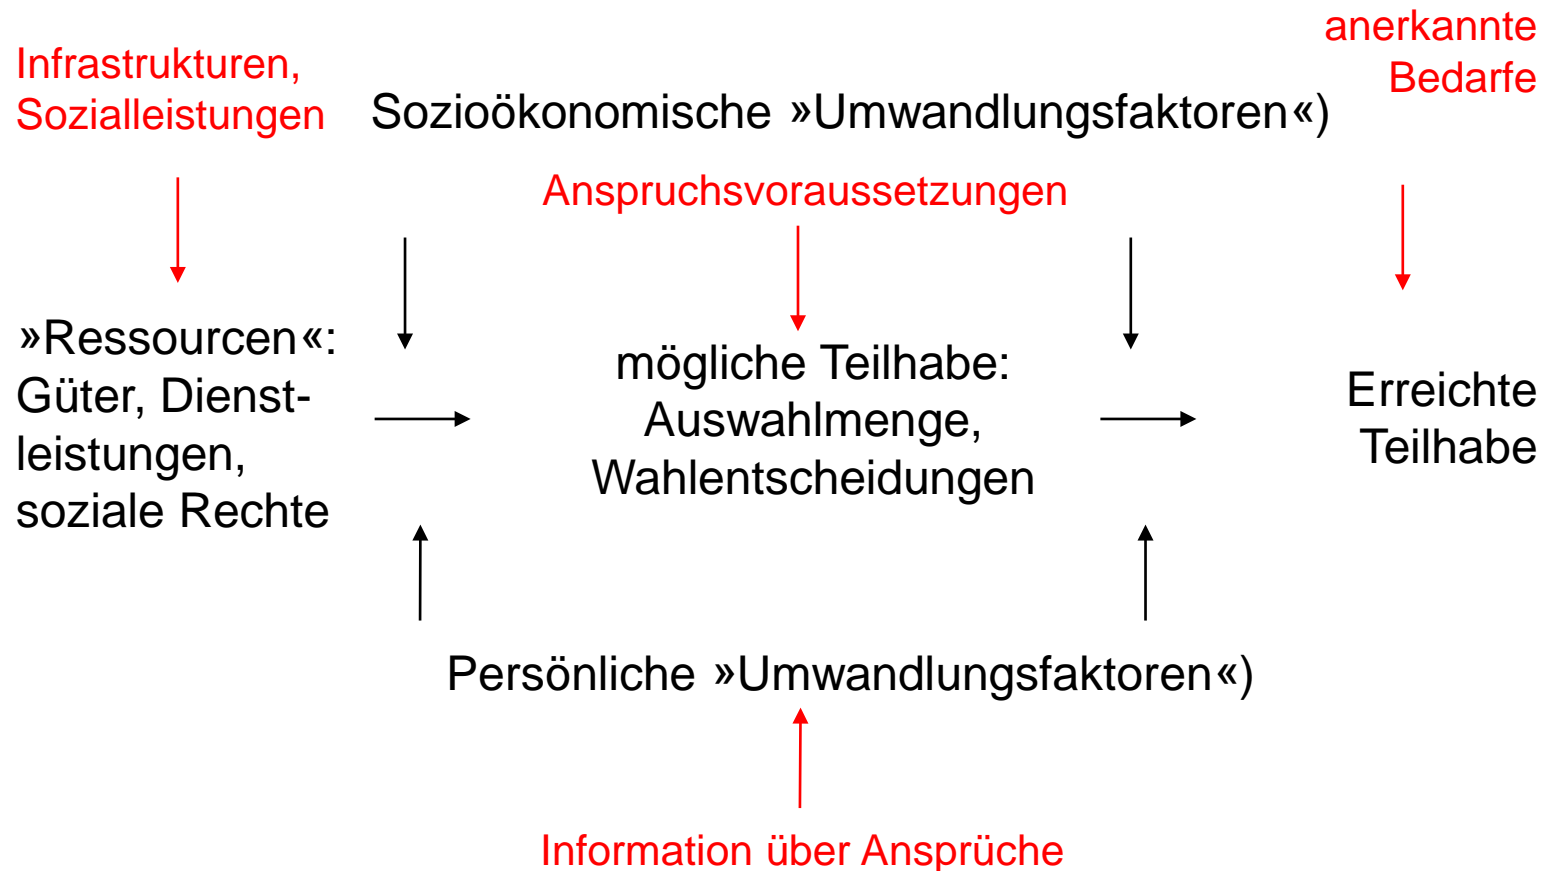 Infrastrukturen,
Sozialleistungen
Sozioökonomische »Umwandlungsfaktoren«)
anerkannte
Bedarfe
Anspruchsvoraussetzungen
»Ressourcen«:
Güter, Dienst-
leistungen,
soziale Rechte
mögliche Teilhabe:
Auswahlmenge,
Wahlentscheidungen
Erreichte
Teilhabe
Persönliche »Umwandlungsfaktoren«)
Information über Ansprüche